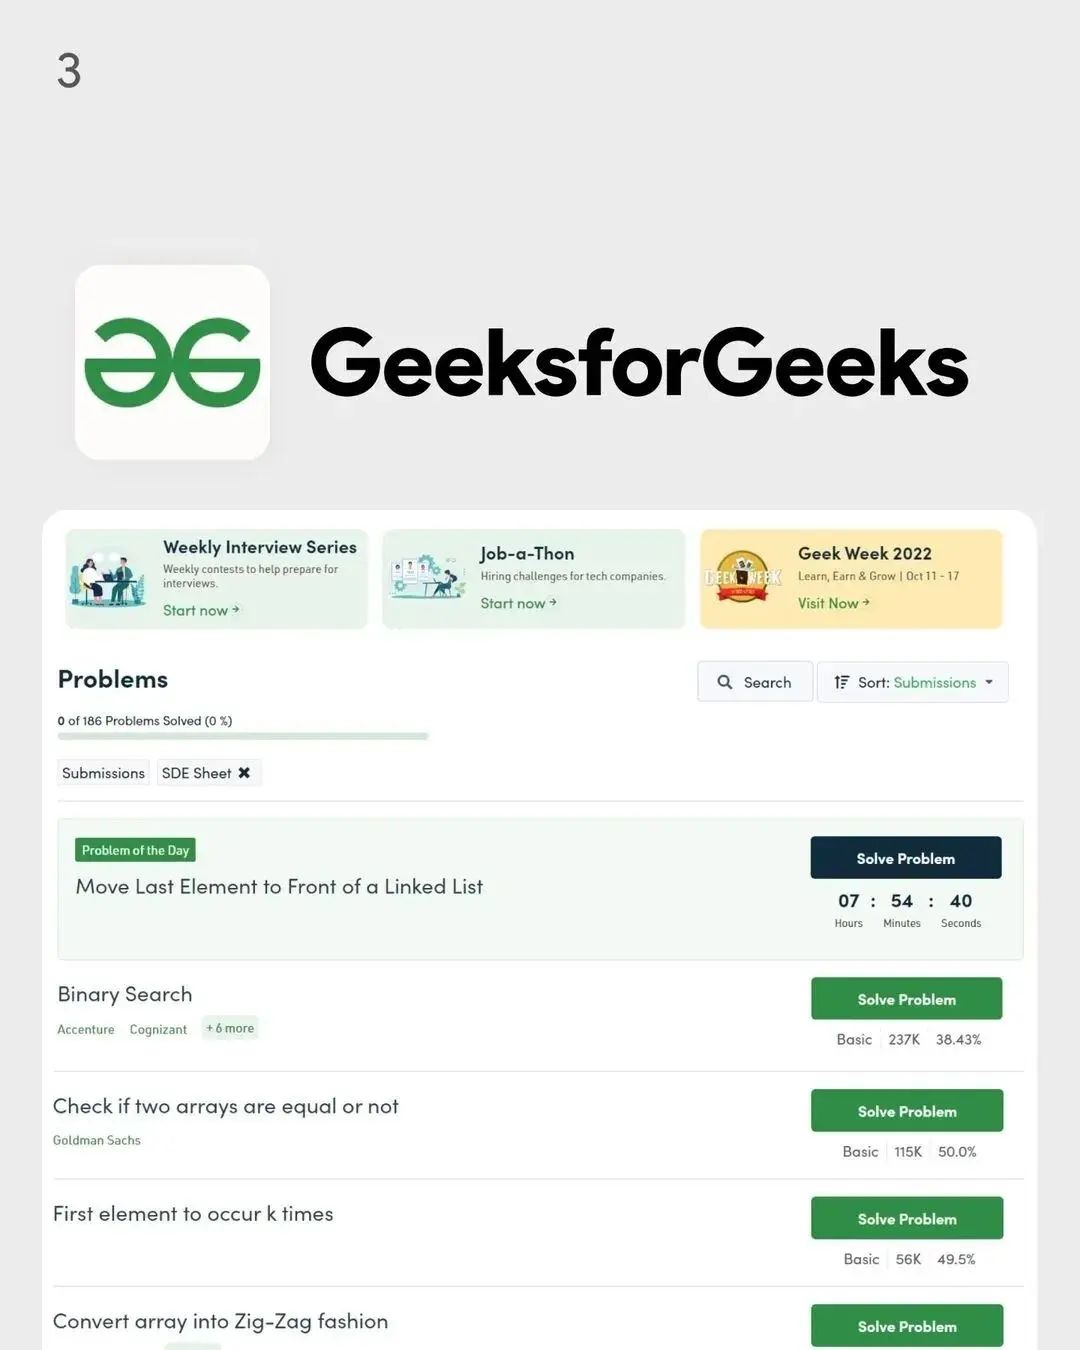 3
GeeksforGeeks
Weekly Interview Series
Weekly contests to help prepare for
interviews.
Start now →
Job-a-Thon
Hiring challenges for tech companies.
Start now →
GEEK WEEK
Geek Week 2022
Learn, Earn & Grow | Oct 11 - 17
Visit Now →
Problems
Search
Sort: Submissions
0 of 186 Problems Solved (0 %)
Submissions
SDE Sheet ✖
Problem of the Day
Move Last Element to Front of a Linked List
Solve Problem
07 : 54 : 40
Hours Minutes Seconds
Binary Search
Accenture Cognizant + 6 more
Solve Problem
Basic 237K 38.43%
Check if two arrays are equal or not
Goldman Sachs
Solve Problem
Basic 115K 50.0%
First element to occur k times
Solve Problem
Basic 56K 49.5%
Convert array into Zig-Zag fashion
Solve Problem